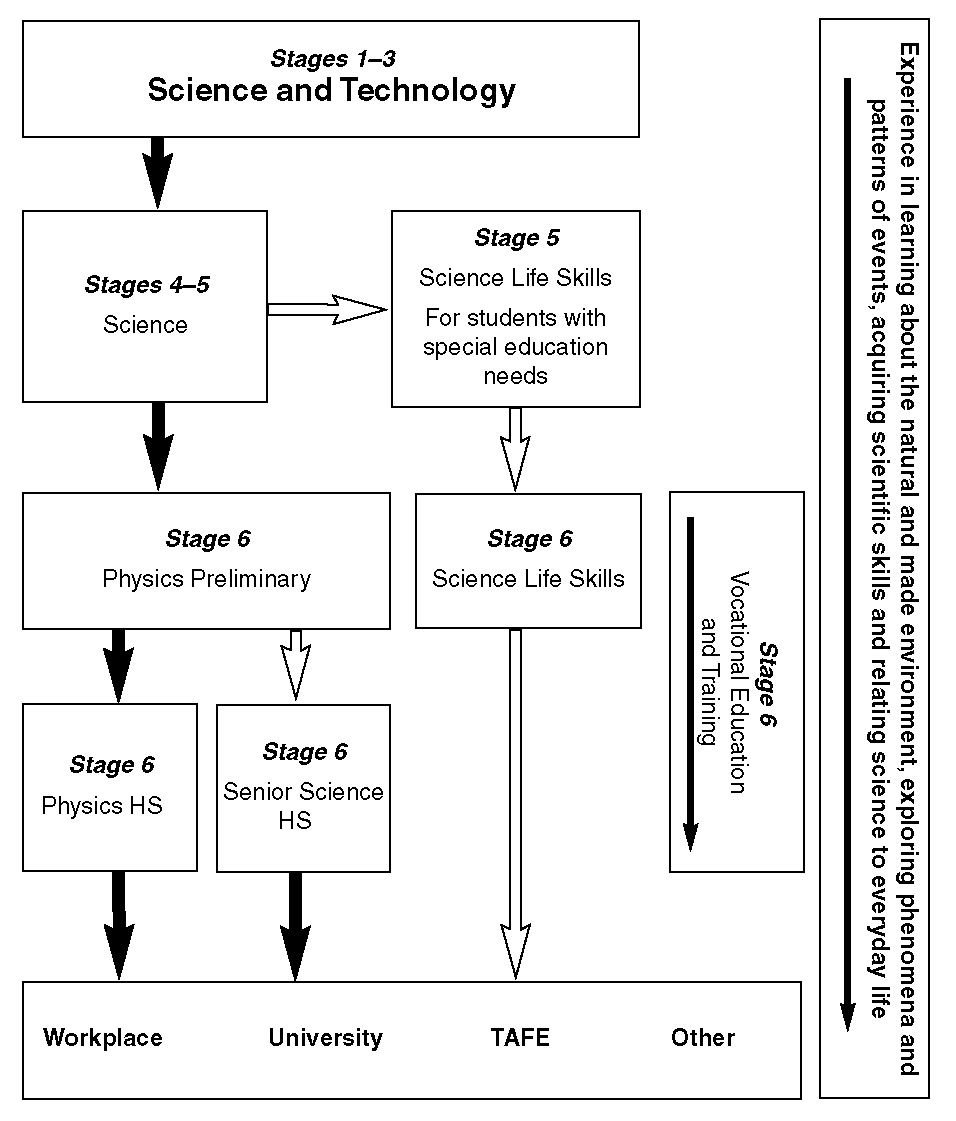 Stages 1–3
Science and Technology
Stages 4–5
Science
Stage 5
Science Life Skills
For students with
special education
needs
Stage 6
Physics Preliminary
Stage 6
Science Life Skills
Stage 6
Physics HS
Stage 6
Senior Science
HS
Stage 6
Vocational Education
and Training
Workplace
University
TAFE
Other
Experience in learning about the natural and made environment, exploring phenomena and
patterns of events, acquiring scientific skills and relating science to everyday life